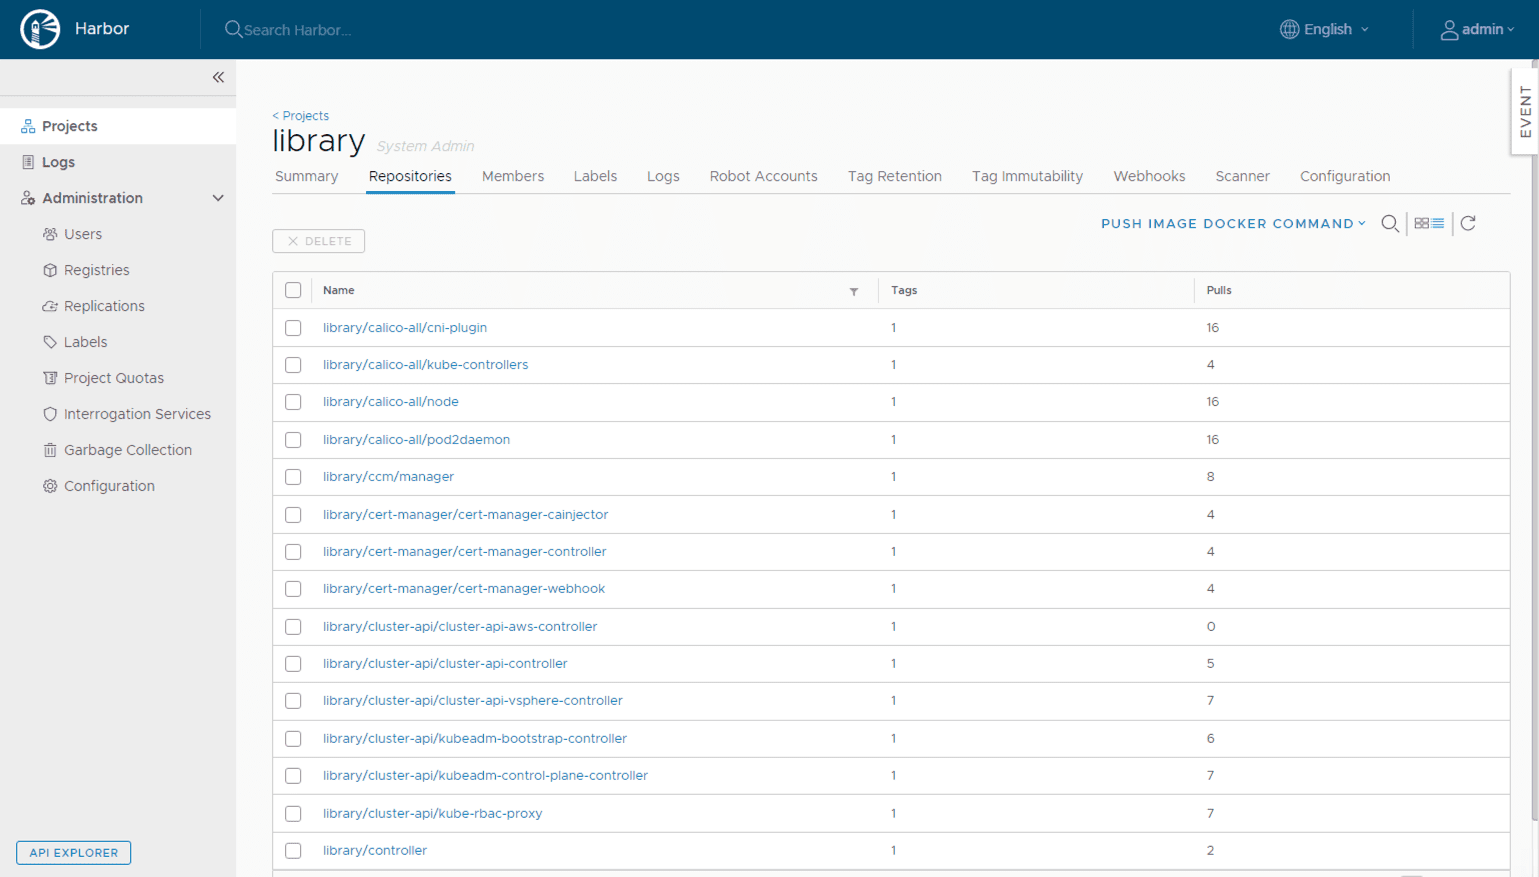 Harbor
Search Harbor...
English
admin
EVENT
Projects
Logs
Administration
Users
Registries
Replications
Labels
Project Quotas
Interrogation Services
Garbage Collection
Configuration
API EXPLORER
< Projects
library System Admin
Summary Repositories Members Labels Logs Robot Accounts Tag Retention Tag Immutability Webhooks Scanner Configuration
PUSH IMAGE DOCKER COMMAND
DELETE
Name Tags Pulls
library/calico-all/cni-plugin 1 16
library/calico-all/kube-controllers 1 4
library/calico-all/node 1 16
library/calico-all/pod2daemon 1 16
library/ccm/manager 1 8
library/cert-manager/cert-manager-cainjector 1 4
library/cert-manager/cert-manager-controller 1 4
library/cert-manager/cert-manager-webhook 1 4
library/cluster-api/cluster-api-aws-controller 1 0
library/cluster-api/cluster-api-controller 1 5
library/cluster-api/cluster-api-vsphere-controller 1 7
library/cluster-api/kubeadm-bootstrap-controller 1 6
library/cluster-api/kubeadm-control-plane-controller 1 7
library/cluster-api/kube-rbac-proxy 1 7
library/controller 1 2